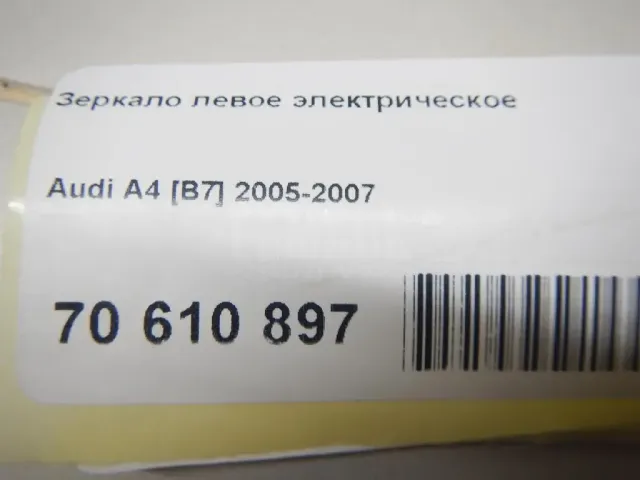 Зеркало левое электрическое
Audi A4 [B7] 2005-2007
70 610 897